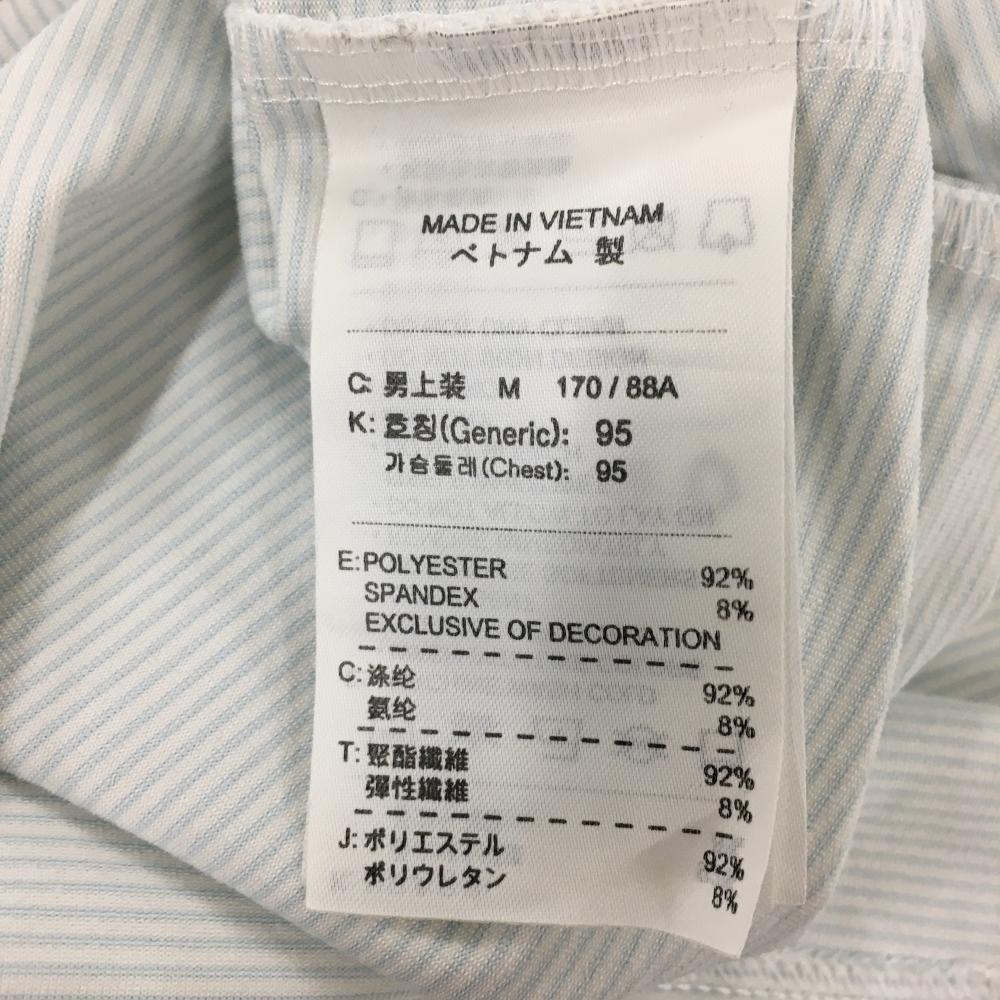 MADE IN VIETNAM
ベトナム 製
C: 男上装 M 170 / 88A
K: 호칭(Generic): 95
가슴둘레(Chest): 95
E: POLYESTER 92%
SPANDEX 8%
EXCLUSIVE OF DECORATION
C: 涤纶 92%
氨纶 8%
T: 聚酯纖維 92%
彈性纖維 8%
J: ポリエステル 92%
ポリウレタン 8%